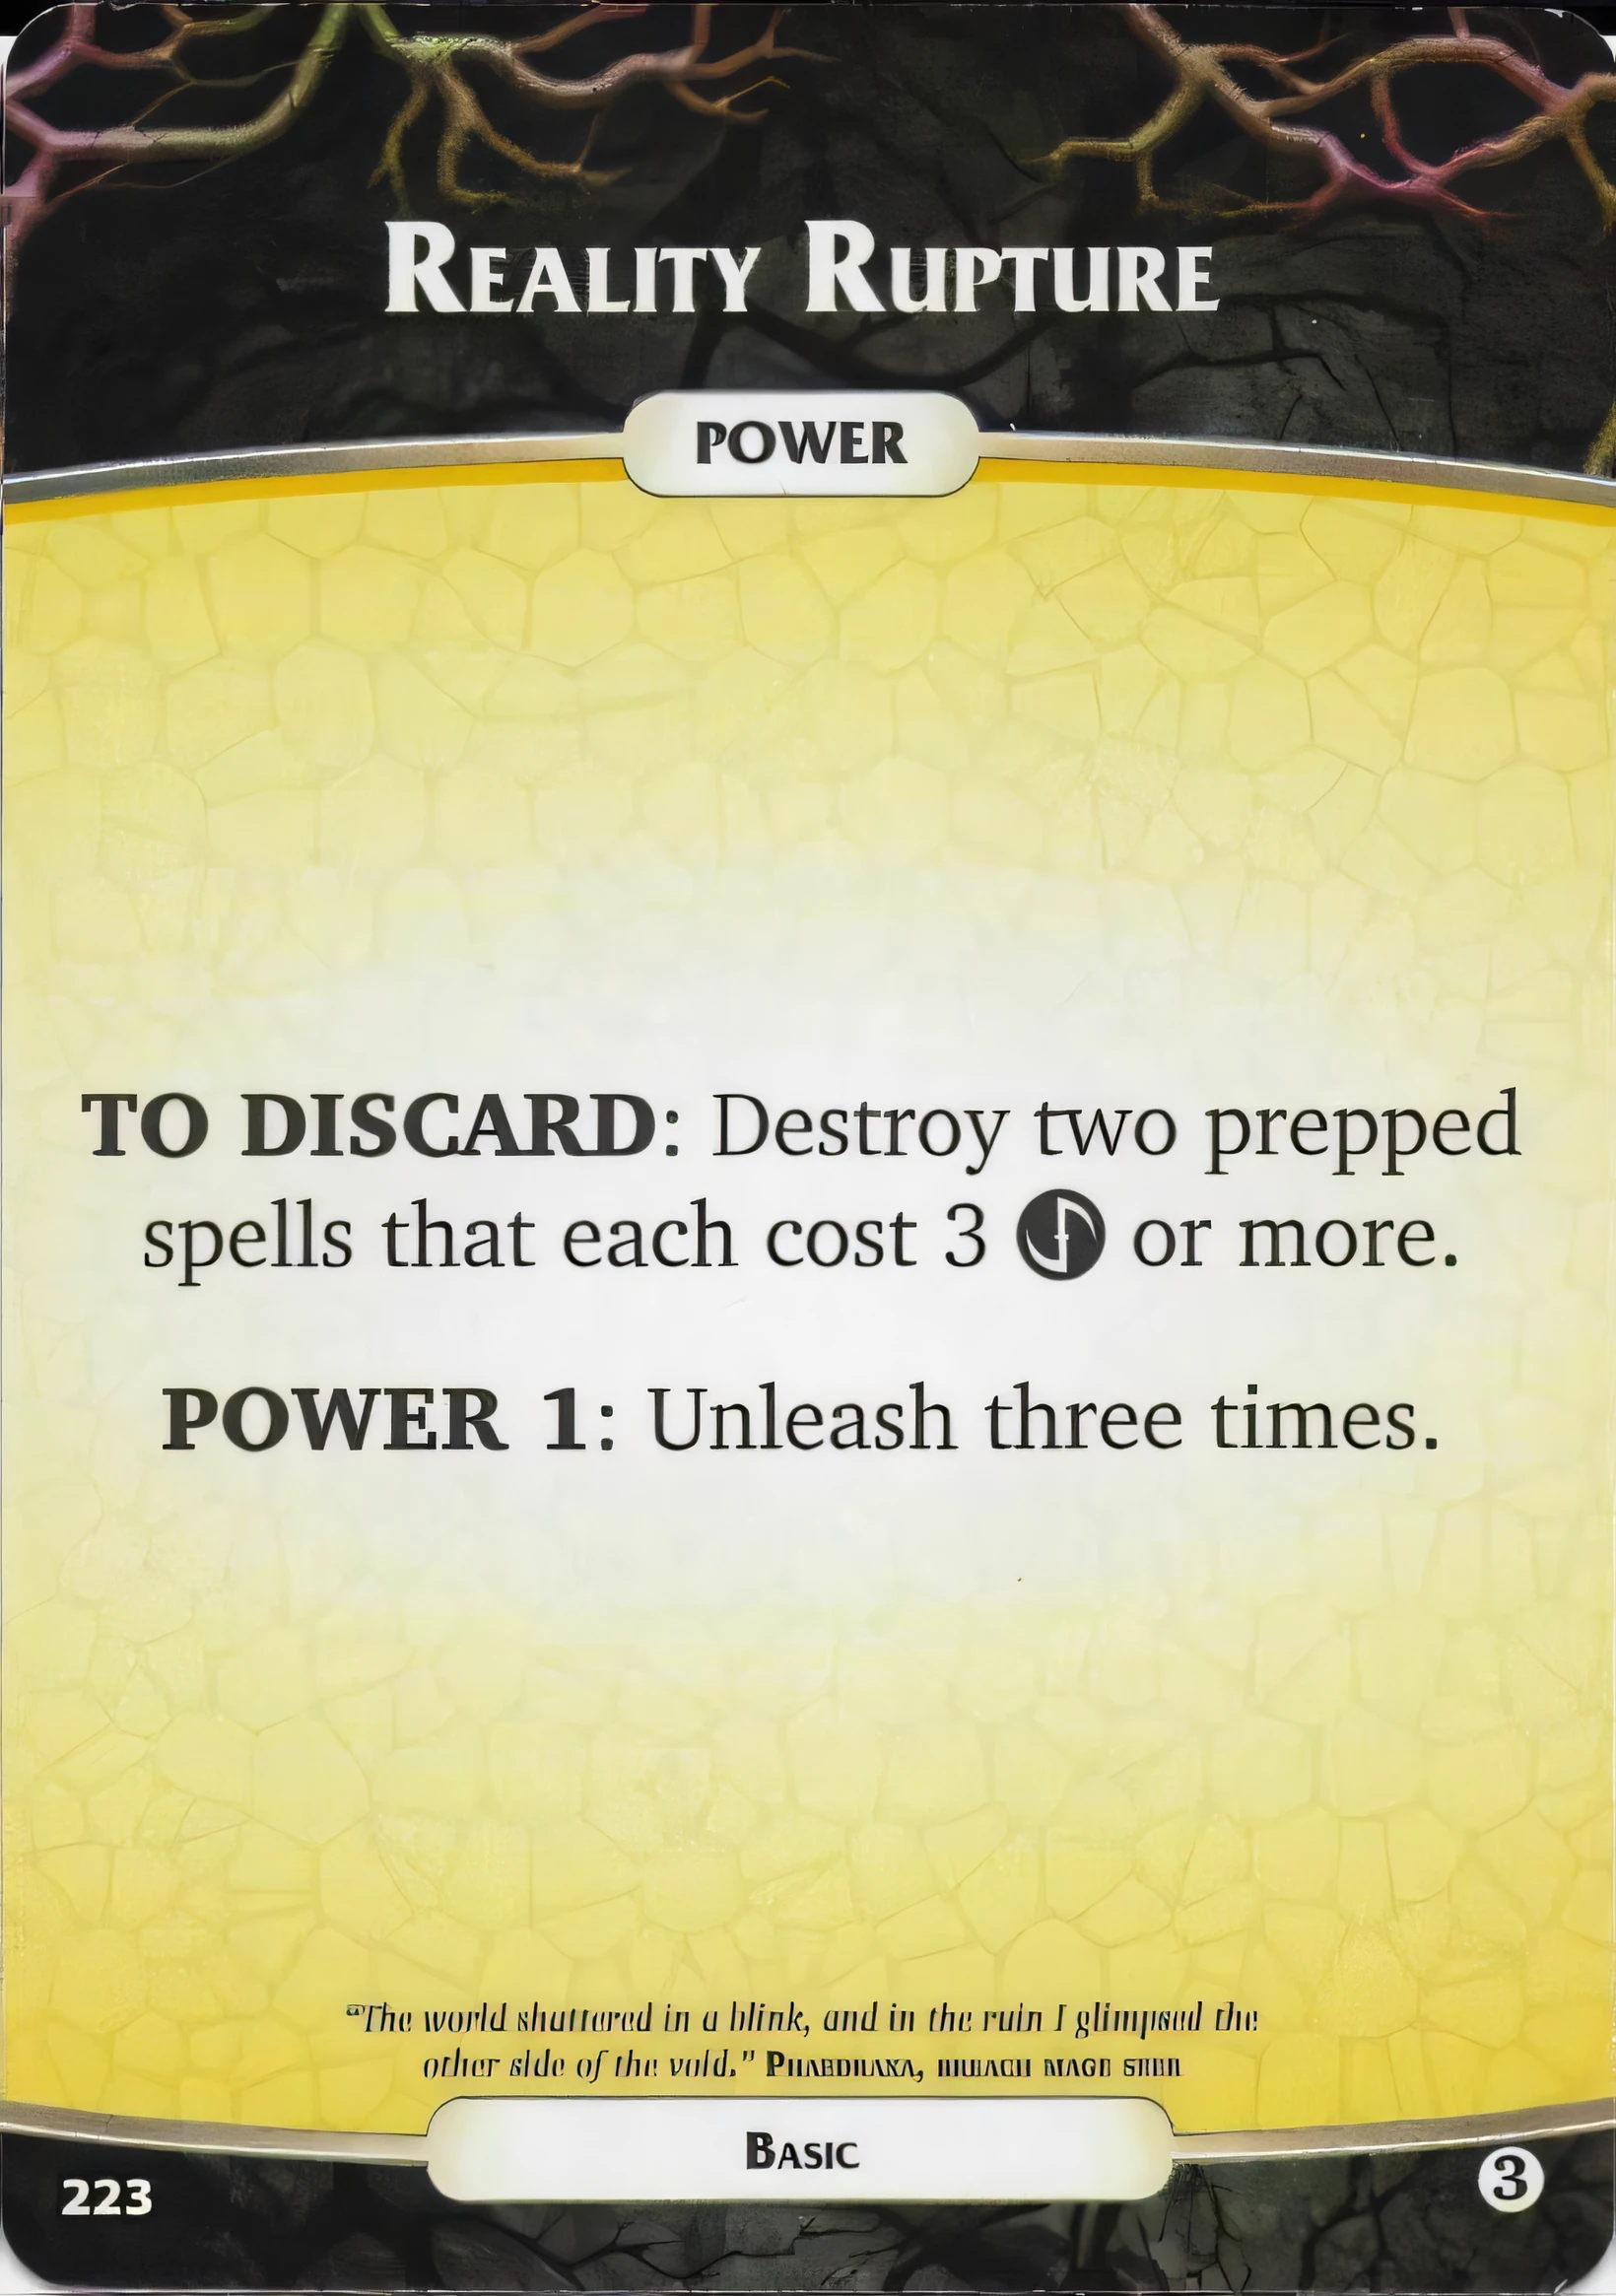 REALITY RUPTURE
POWER
TO DISCARD: Destroy two prepped
spells that each cost 3 or more.
POWER 1: Unleash three times.
"The world shattered in a blink, and in the ruin I glimpsed the
other side of the void."
BASIC
223
3